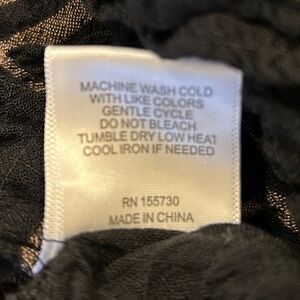 MACHINE WASH COLD
WITH LIKE COLORS
GENTLE CYCLE
DO NOT BLEACH
TUMBLE DRY LOW HEAT
COOL IRON IF NEEDED
RN 155730
MADE IN CHINA